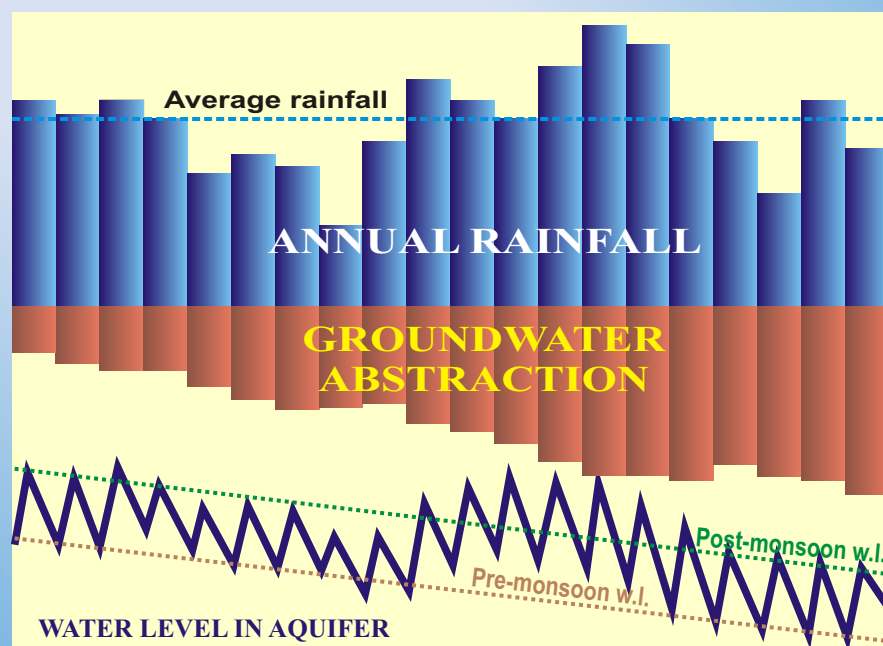 Average rainfall
ANNUAL RAINFALL
GROUNDWATER
ABSTRACTION
Post-monsoon w.l.
Pre-monsoon w.l.
WATER LEVEL IN AQUIFER